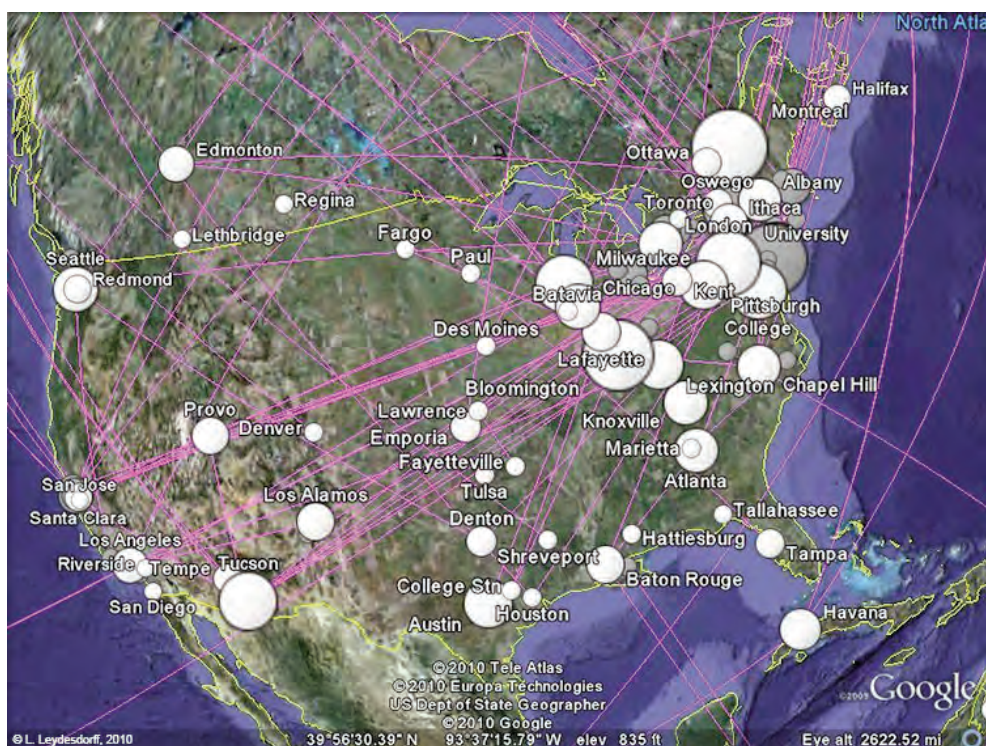 North Atla
Halifax
Montreal
Edmonton
Ottawa
Oswego
Albany
Regina
Toronto
Ithaca
Lethbridge
Fargo
London
University
Seattle
Paul
Milwaukee
Redmond
Chicago
Kent
Batavia
Pittsburgh
Des Moines
College
Lafayette
Bloomington
Lexington
Chapel Hill
Provo
Lawrence
Denver
Knoxville
Emporia
Marietta
Fayetteville
Atlanta
San Jose
Los Alamos
Tulsa
Santa Clara
Denton
Tallahassee
Los Angeles
Hattiesburg
Riverside
Tempe
Tucson
Shreveport
Tampa
College Stn
Baton Rouge
San Diego
Houston
Havana
Austin
© 2010 Tele Atlas
© 2010 Europa Technologies
US Dept of State Geographer
© 2010 Google
©2009 Google
© L. Leydesdorff, 2010
39°56'30.39" N 93°37'15.79" W elev 835 ft
Eye alt 2622.52 mi